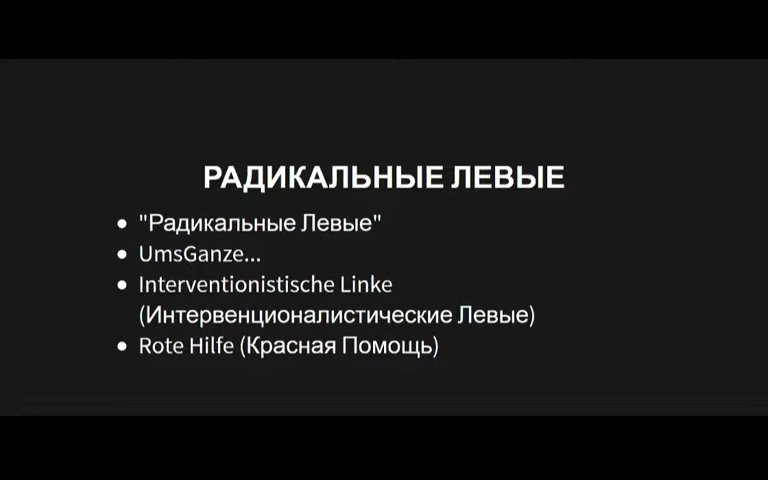 РАДИКАЛЬНЫЕ ЛЕВЫЕ
• "Радикальные Левые"
• UmsGanze...
• Interventionistische Linke
(Интервенционалистические Левые)
• Rote Hilfe (Красная Помощь)